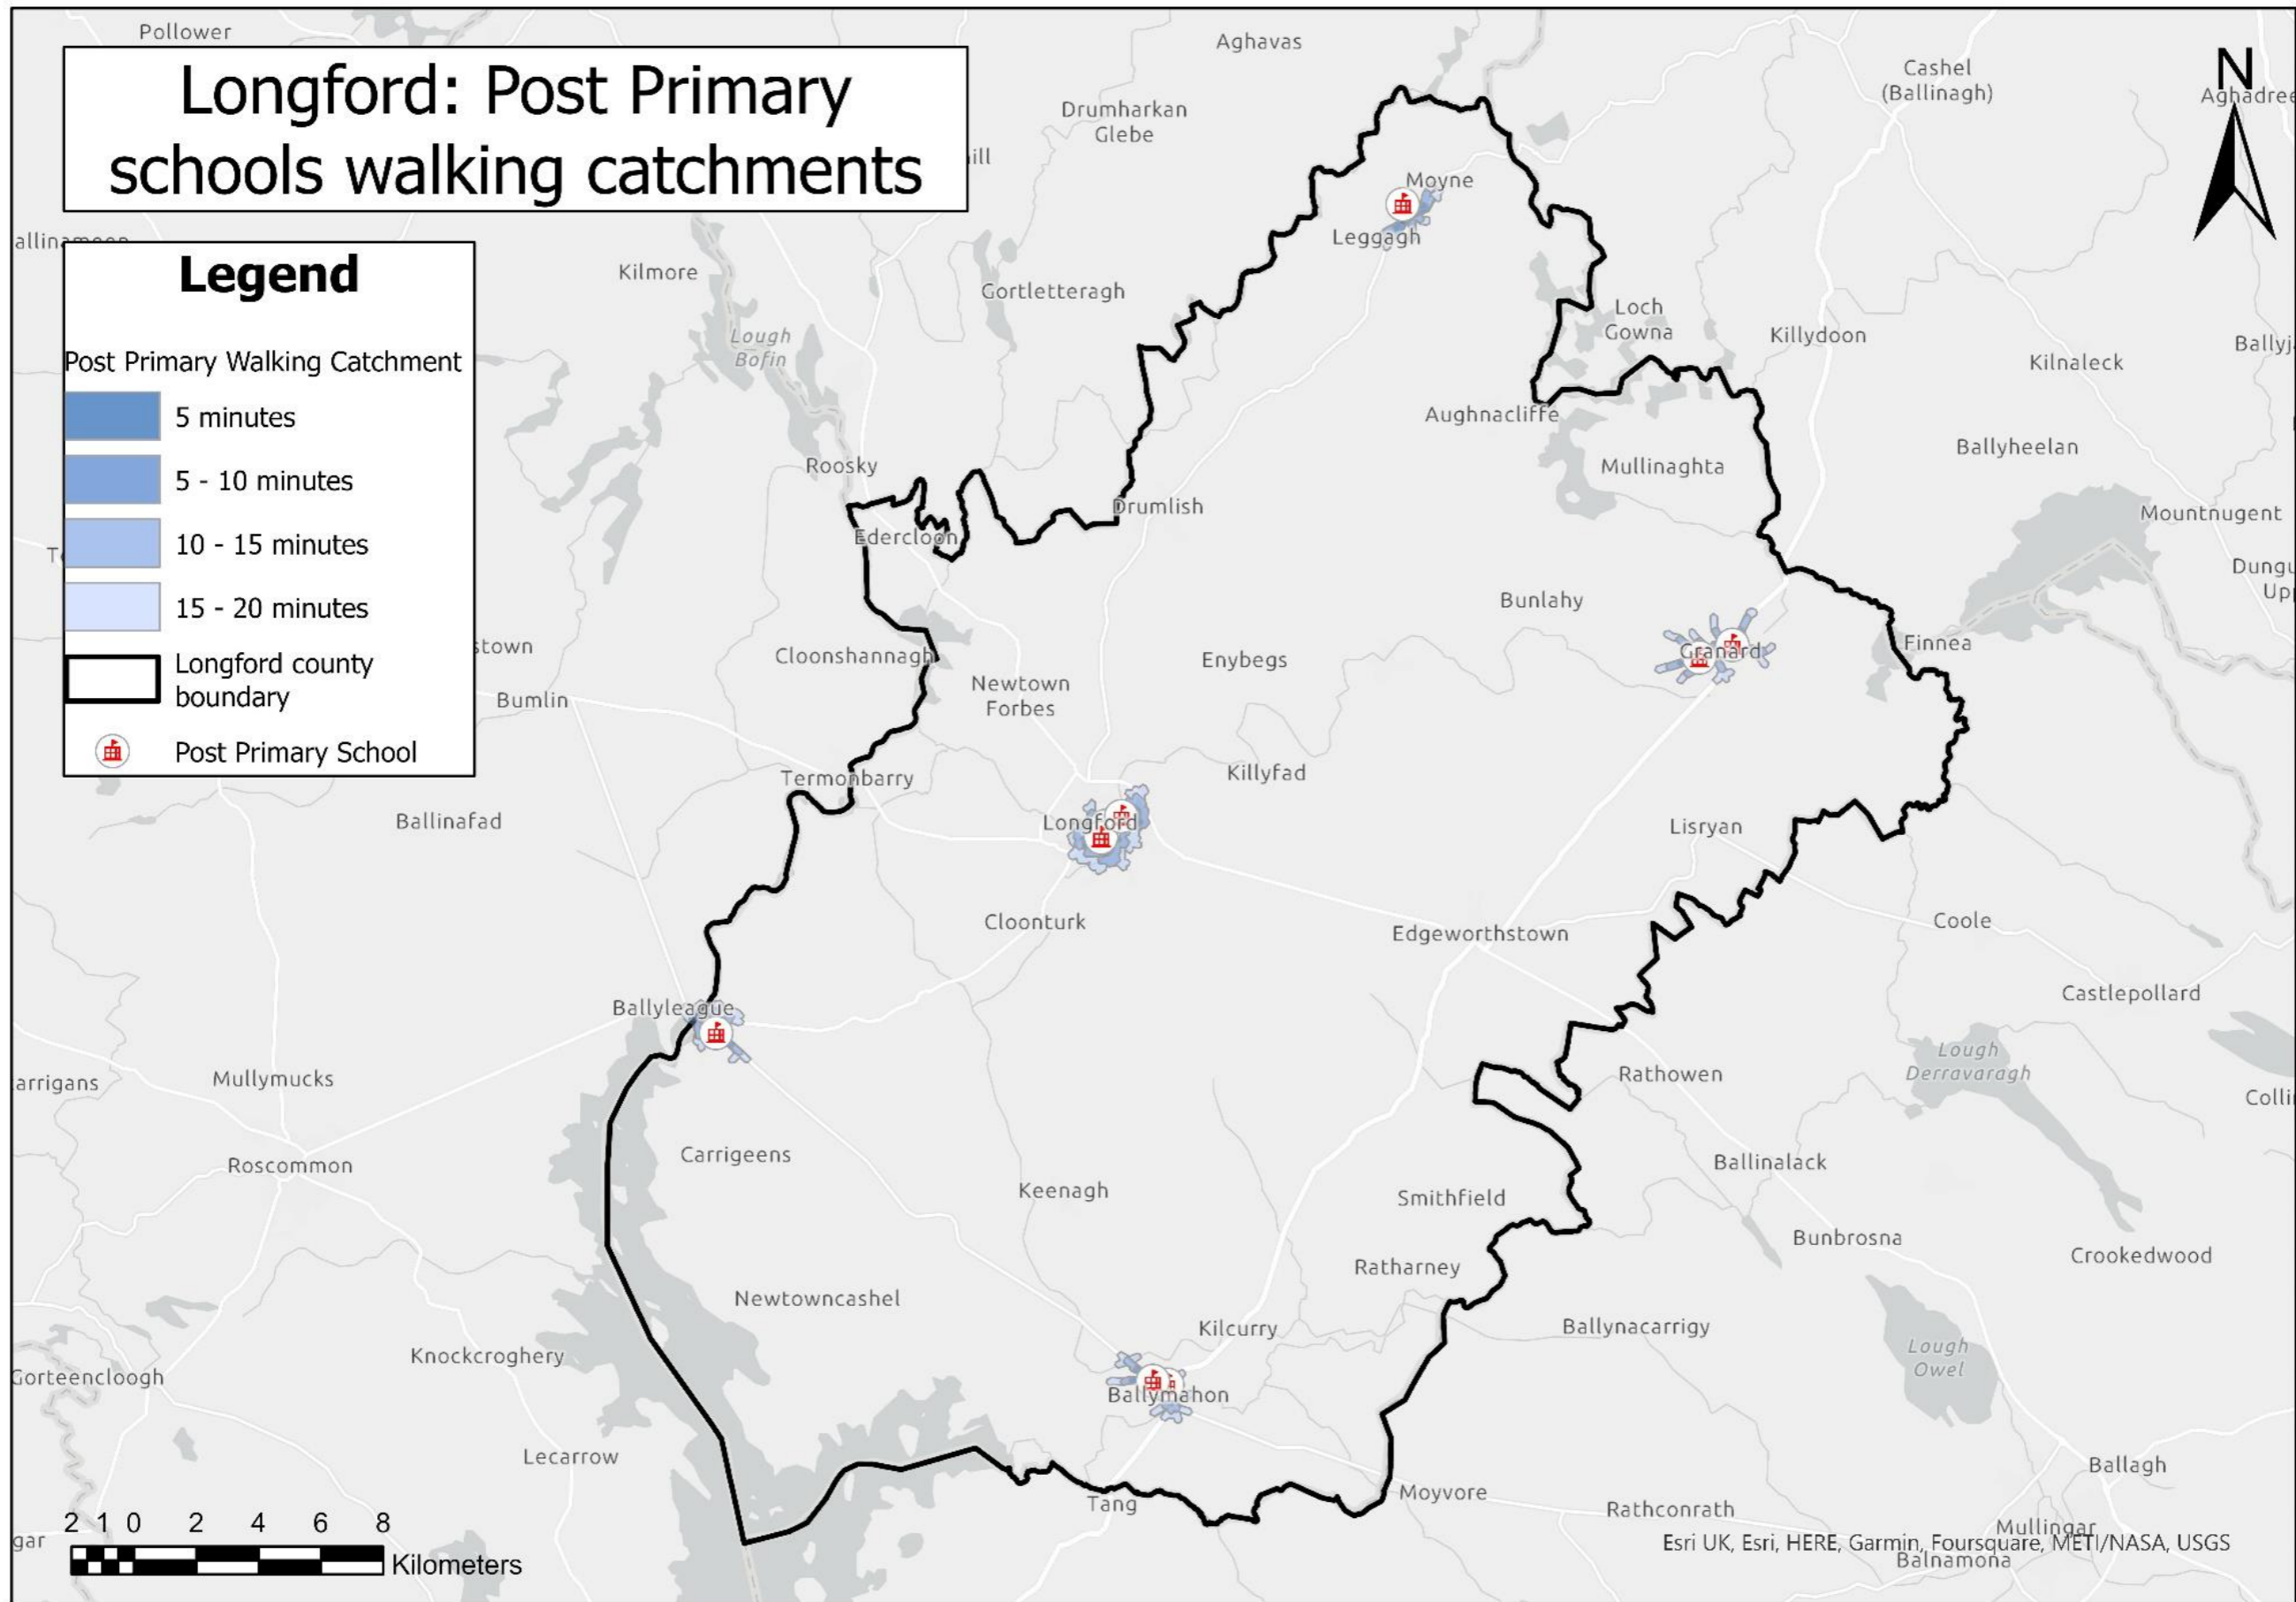 Pollower
Aghavas
Longford: Post Primary
schools walking catchments
Drumharkan
Glebe
Cashel
(Ballinagh)
N
ill
Moyne
Leggagh
Legend
Kilmore
Gortletteragh
Lough
Bofin
Loch
Gowna
Killydoon
Kilnaleck
Post Primary Walking Catchment
5 minutes
5 - 10 minutes
10 - 15 minutes
15 - 20 minutes
Longford county
boundary
Post Primary School
Aughnacliffe
Ballyheelan
Roosky
Mullinaghta
Drumlish
Mountnugent
Edercloon
Bunlahy
stown
Cloonshannagh
Enybegs
Granard
Finnea
Bumlin
Newtown
Forbes
Termonbarry
Killyfad
Ballinafad
Longford
Lisryan
Cloonturk
Edgeworthstown
Coole
Castlepollard
Ballyleague
Lough
Derravaragh
arrigans
Mullymucks
Rathowen
Roscommon
Carrigeens
Ballinalack
Keenagh
Smithfield
Bunbrosna
Crookedwood
Ratharney
Newtowncashel
Kilcurry
Ballynacarrigy
Knockcroghery
Lough
Owel
Gorteencloogh
Ballymahon
Lecarrow
Ballagh
Tang
Moyvore
Rathconrath
2 1 0 2 4 6 8
Kilometers
gar
Mullingar
Esri UK, Esri, HERE, Garmin, Foursquare, METI/NASA, USGS
Balnamona